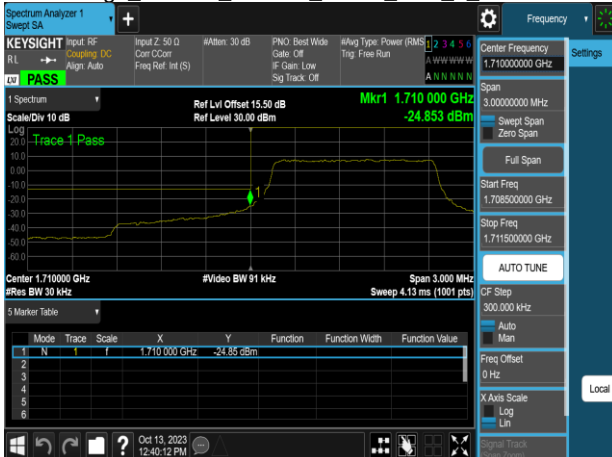 Spectrum Analyzer 1
Swept SA
+
Frequency
KEYSIGHT Input: RF Input Z: 50 Ω #Atten: 30 dB PNO: Best Wide #Avg Type: Power (RMS 1 2 3 4 5 6
RL Coupling: DC Corr CCorr Gate: Off Trig: Free Run
Align: Auto Freq Ref: Int (S) IF Gain: Low A W W W W W
LXI PASS Sig Track: Off A N N N N N
Center Frequency
1.710000000 GHz
Settings
1 Spectrum
Ref Lvl Offset 15.50 dB Mkr1 1.710 000 GHz
Scale/Div 10 dB Ref Level 30.00 dBm -24.853 dBm
Log
Trace 1 Pass
20.0
10.0
0.00
-10.0
-20.0
-30.0
-40.0
-50.0
-60.0
1
Center 1.710000 GHz #Video BW 91 kHz Span 3.000 MHz
#Res BW 30 kHz Sweep 4.13 ms (1001 pts)
Span
3.00000000 MHz
Swept Span
Zero Span
Full Span
Start Freq
1.708500000 GHz
Stop Freq
1.711500000 GHz
AUTO TUNE
CF Step
300.000 kHz
Auto
Man
Freq Offset
0 Hz
X Axis Scale
Log
Lin
Signal Track
(Span Zoom)
Local
5 Marker Table
Mode Trace Scale X Y Function Function Width Function Value
1 N 1 f 1.710 000 GHz -24.85 dBm
2
3
4
5
6
? Oct 13, 2023
12:40:12 PM